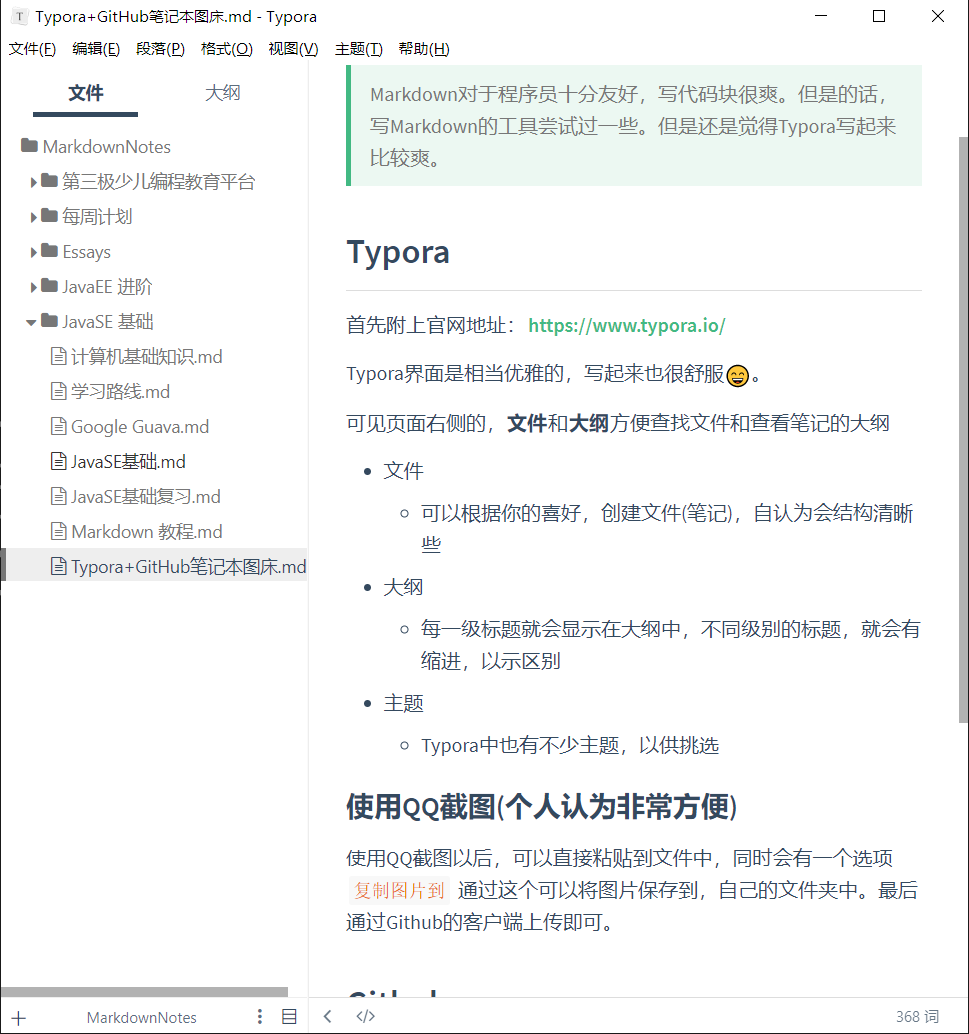 T Typora+GitHub笔记本图床.md - Typora
文件(F) 编辑(E) 段落(P) 格式(O) 视图(V) 主题(T) 帮助(H)
文件 大纲
MarkdownNotes
第三极少儿编程教育平台
每周计划
Essays
JavaEE 进阶
JavaSE 基础
计算机基础知识.md
学习路线.md
Google Guava.md
JavaSE基础.md
JavaSE基础复习.md
Markdown 教程.md
Typora+GitHub笔记本图床.md
MarkdownNotes
Markdown对于程序员十分友好，写代码块很爽。但是的话，
写Markdown的工具尝试过一些。但是还是觉得Typora写起来
比较爽。
Typora
首先附上官网地址：https://www.typora.io/
Typora界面是相当优雅的，写起来也很舒服😄。
可见页面右侧的，文件和大纲方便查找文件和查看笔记的大纲
文件
可以根据你的喜好，创建文件(笔记)，自认为会结构清晰
些
大纲
每一级标题就会显示在大纲中，不同级别的标题，就会有
缩进，以示区别
主题
Typora中也有不少主题，以供挑选
使用QQ截图(个人认为非常方便)
使用QQ截图以后，可以直接粘贴到文件中，同时会有一个选项
复制图片到 通过这个可以将图片保存到，自己的文件夹中。最后
通过Github的客户端上传即可。
Github
</> 368 词